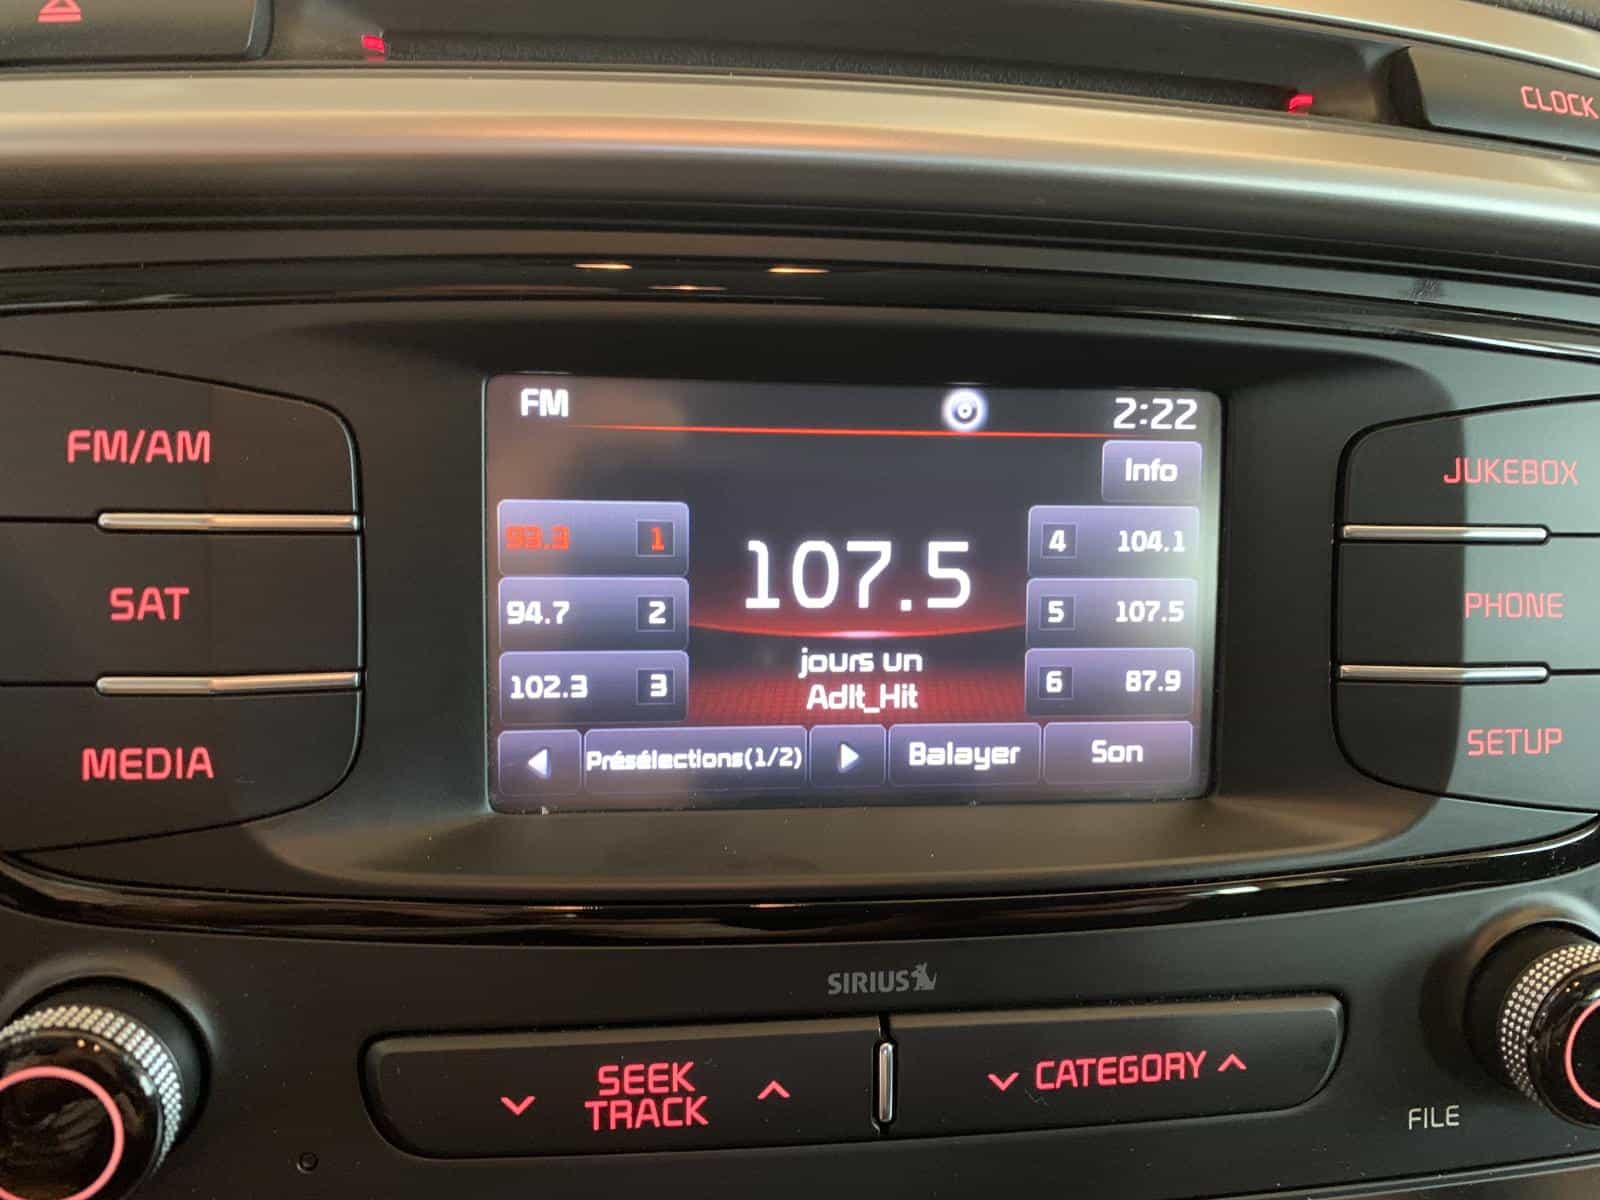 CLOCK
FM
2:22
Info
FM/AM
SAT
MEDIA
93.3 1
94.7 2
102.3 3
107.5
jours un
Adlt_Hit
4 104.1
5 107.5
6 87.9
Présélections(1/2)
Balayer
Son
JUKEBOX
PHONE
SETUP
SIRIUS
SEEK
TRACK
CATEGORY
FILE